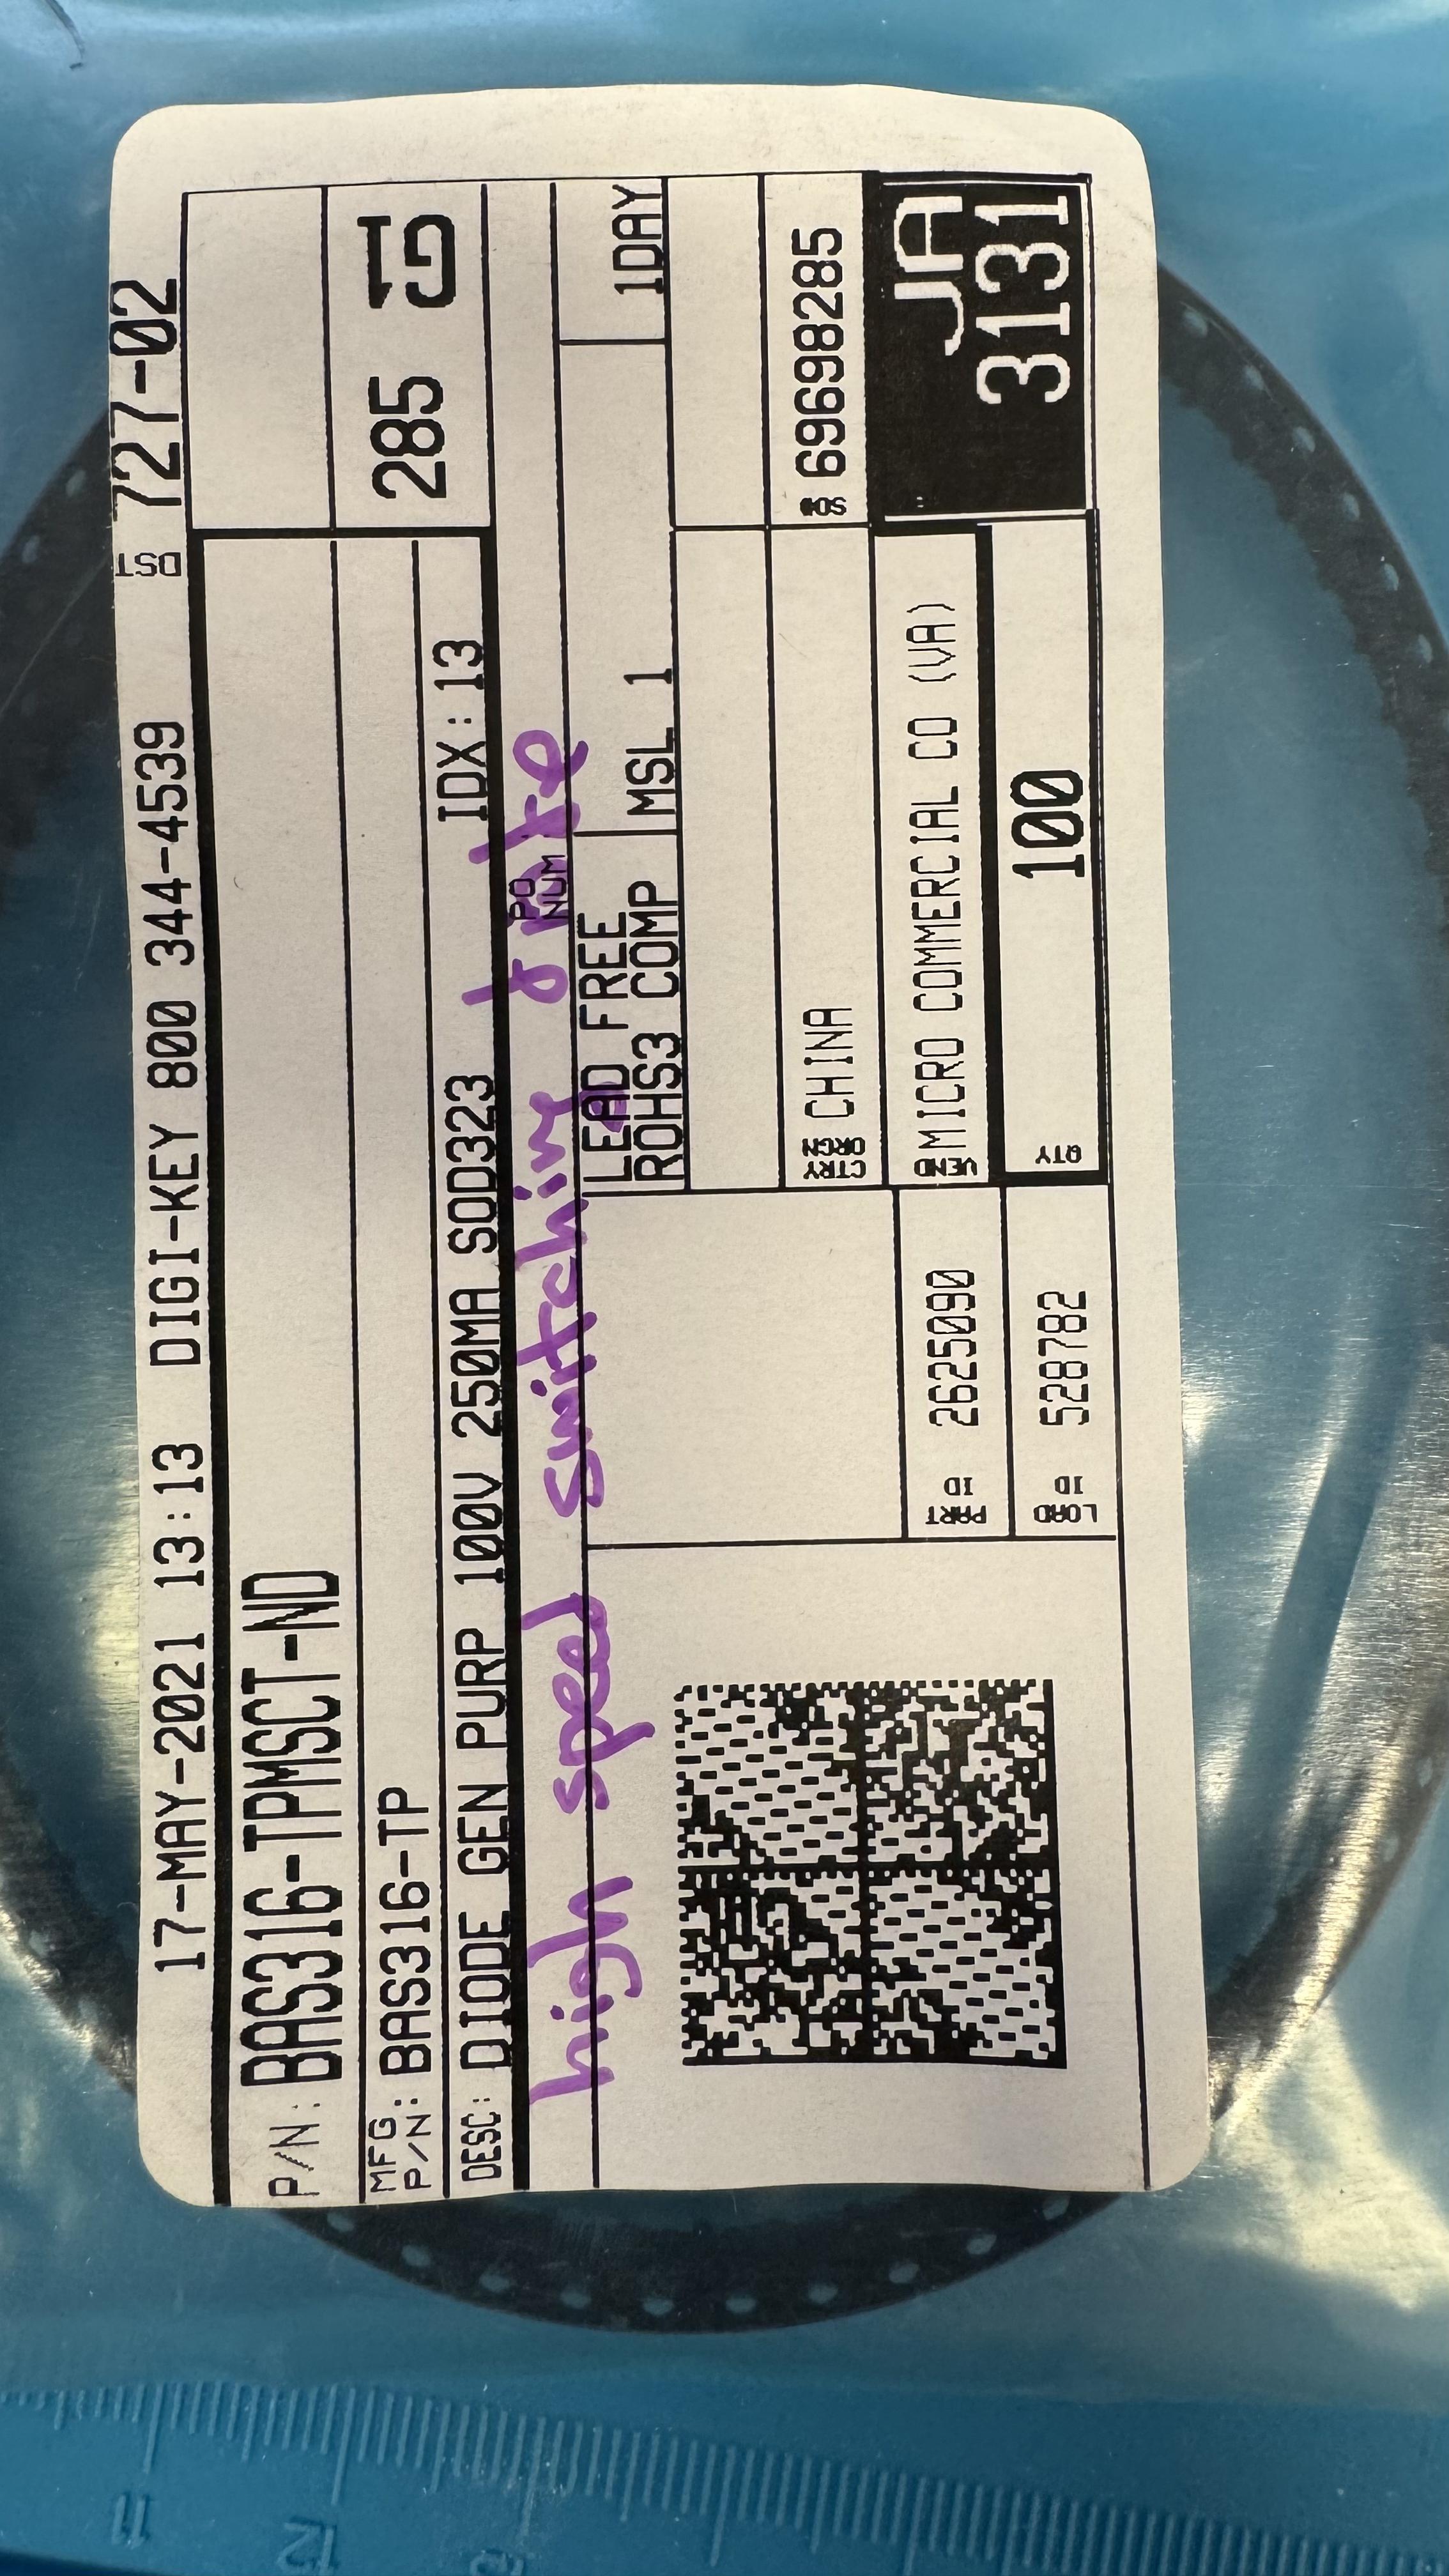 17-MAY-2021 13:13 DIGI-KEY 800 344-4539 DST 727-02
P/N: BAS316-TPMSCT-ND
MFG P/N: BAS316-TP 285 TG
DESC: DIODE GEN PURP 100V 250MA SOD323 IDX:13
PO NUM
high speed switching
LEAD FREE
ROHS3 COMP MSL 1 1DAY
CTRY ORGN CHINA SO# 69698285
PART ID 2625090 VEND MICRO COMMERCIAL CO (VA) JA
LOAD ID 528782 QTY 100 3131
11
12